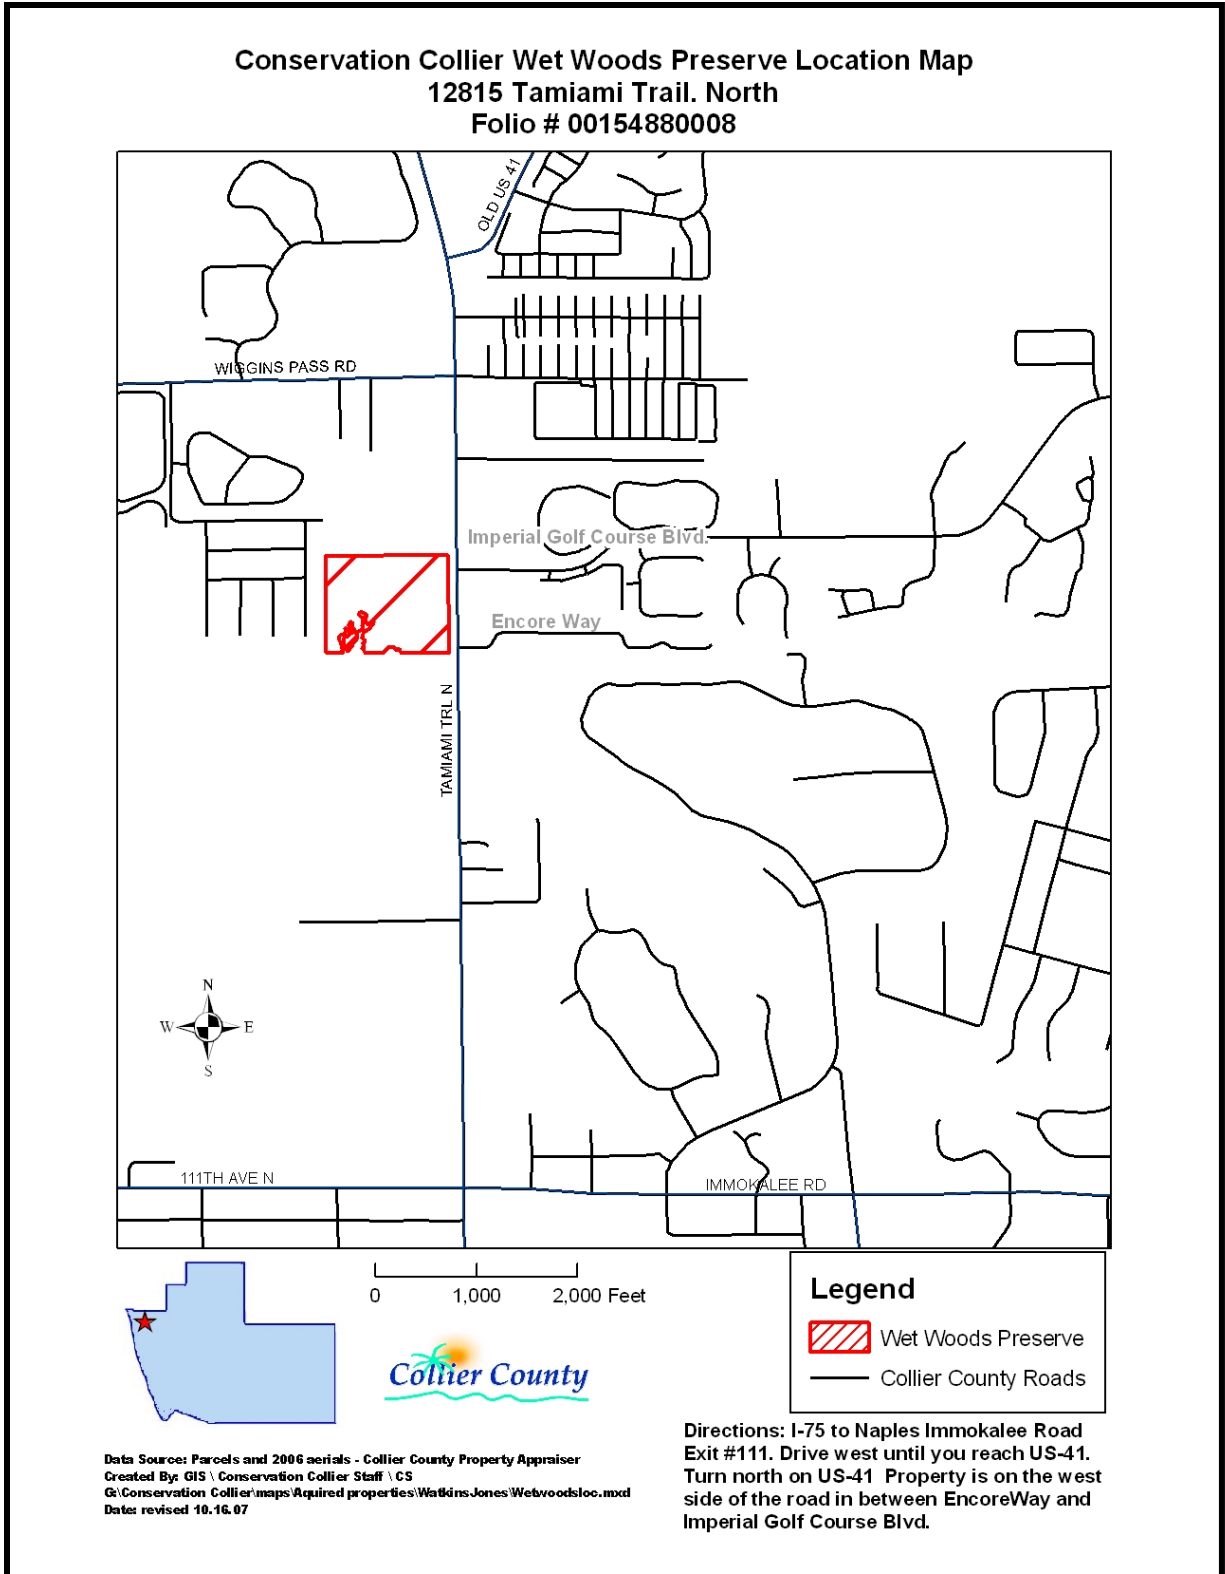 Conservation Collier Wet Woods Preserve Location Map
12815 Tamiami Trail. North
Folio # 00154880008
OLD US 41
WIGGINS PASS RD
Imperial Golf Course Blvd.
Encore Way
TAMIAMI TRL N
N
W E
S
111TH AVE N
IMMOKALEE RD
0 1,000 2,000 Feet
Collier County
Legend
Wet Woods Preserve
Collier County Roads
Directions: I-75 to Naples Immokalee Road
Exit #111. Drive west until you reach US-41.
Turn north on US-41 Property is on the west
side of the road in between EncoreWay and
Imperial Golf Course Blvd.
Data Source: Parcels and 2006 aerials - Collier County Property Appraiser
Created By: GIS \ Conservation Collier Staff \ CS
G:\Conservation Collier\maps\Aquired properties\WatkinsJones\Wetwoodsloc.mxd
Date: revised 10.16.07